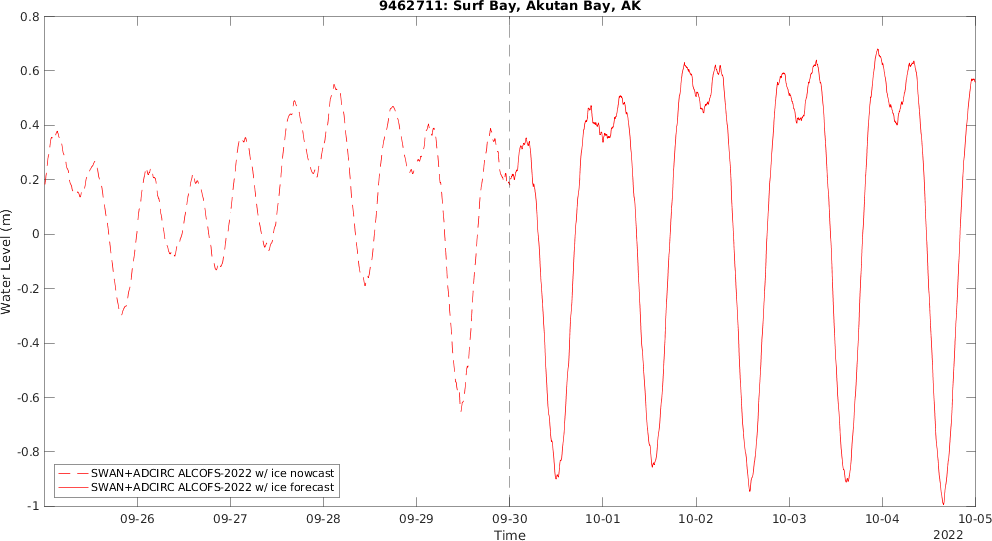 9462711: Surf Bay, Akutan Bay, AK
Water Level (m)
0.8
0.6
0.4
0.2
0
-0.2
-0.4
-0.6
-0.8
-1
SWAN+ADCIRC ALCOFS-2022 w/ ice nowcast
SWAN+ADCIRC ALCOFS-2022 w/ ice forecast
09-26 09-27 09-28 09-29 09-30 10-01 10-02 10-03 10-04 10-05
Time
2022